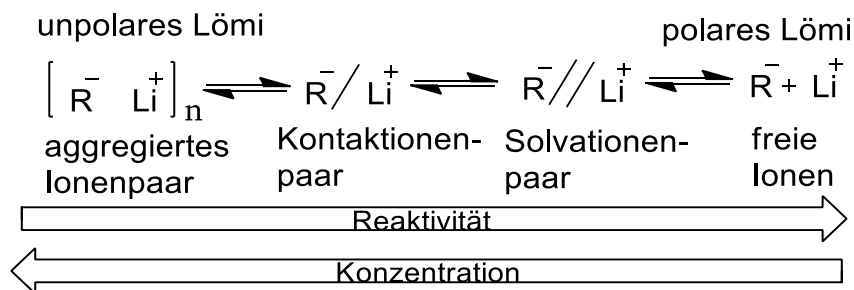 unpolares Lömi polares Lömi
[ R⁻ Li⁺ ]n ⇌ R⁻/ Li⁺ ⇌ R⁻// Li⁺ ⇌ R⁻ + Li⁺
aggregiertes Kontaktionen- Solvationen- freie
Ionenpaar paar paar Ionen
Reaktivität
Konzentration